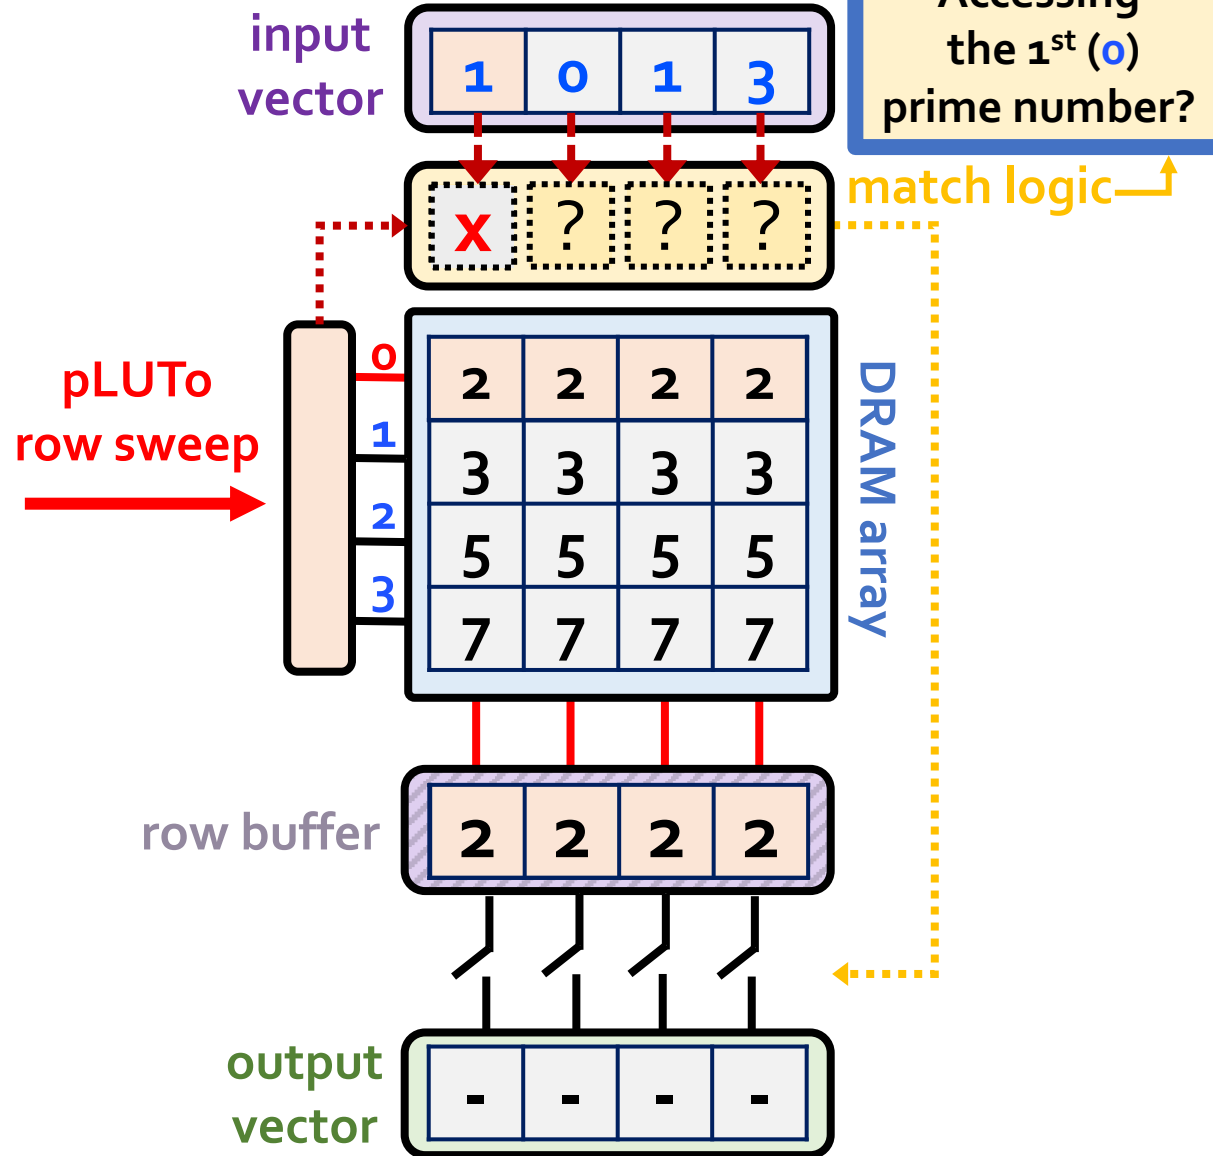 input
vector
1 0 1 3
Accessing
the 1st (0)
prime number?
match logic
x ? ? ?
pLUTo
row sweep
0
1
2
3
2 2 2 2
3 3 3 3
5 5 5 5
7 7 7 7
DRAM array
row buffer
2 2 2 2
output
vector
- - - -